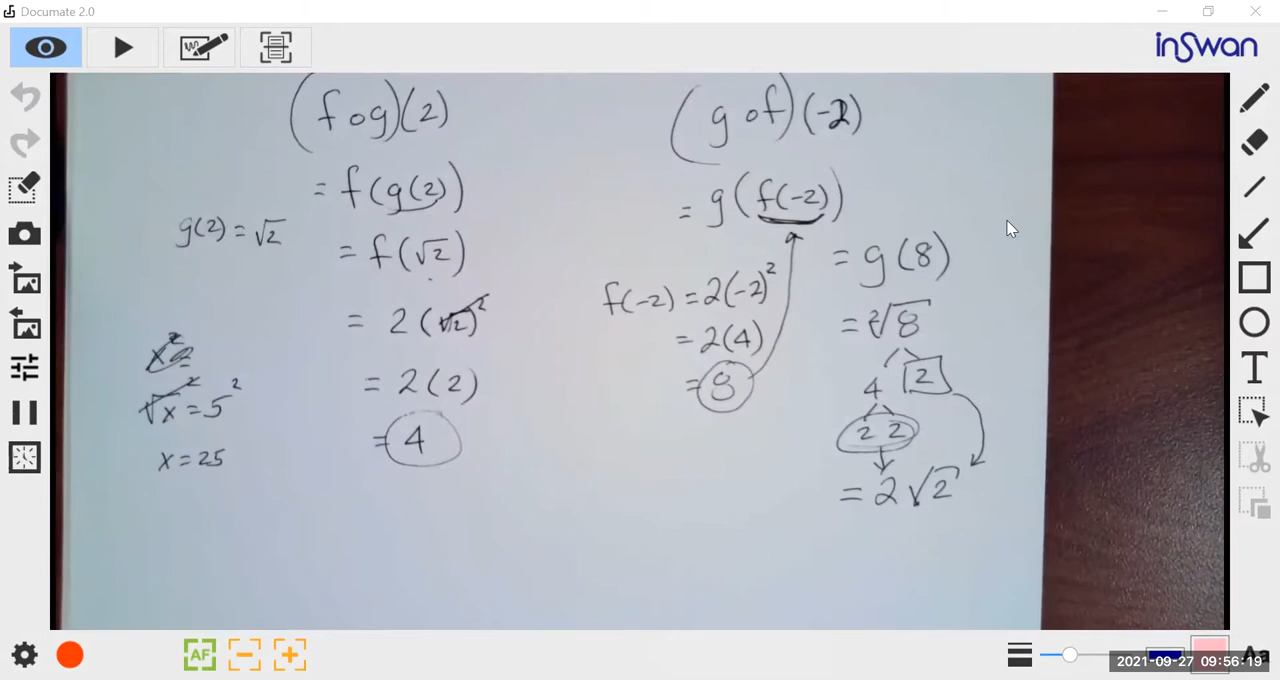 Documate 2.0
inSwan
(f∘g)(2)
= f(g(2))
g(2) = √2
= f(√2)
= 2(√2)²
= 2(2)
= 4
x²=
√x² = 5²
x = 25
(g∘f)(-2)
= g(f(-2))
f(-2) = 2(-2)²
= 2(4)
= 8
= g(8)
= ²√8
4 2
2 2
= 2√2
T
AF
Aa
2021-09-27 09:56:19